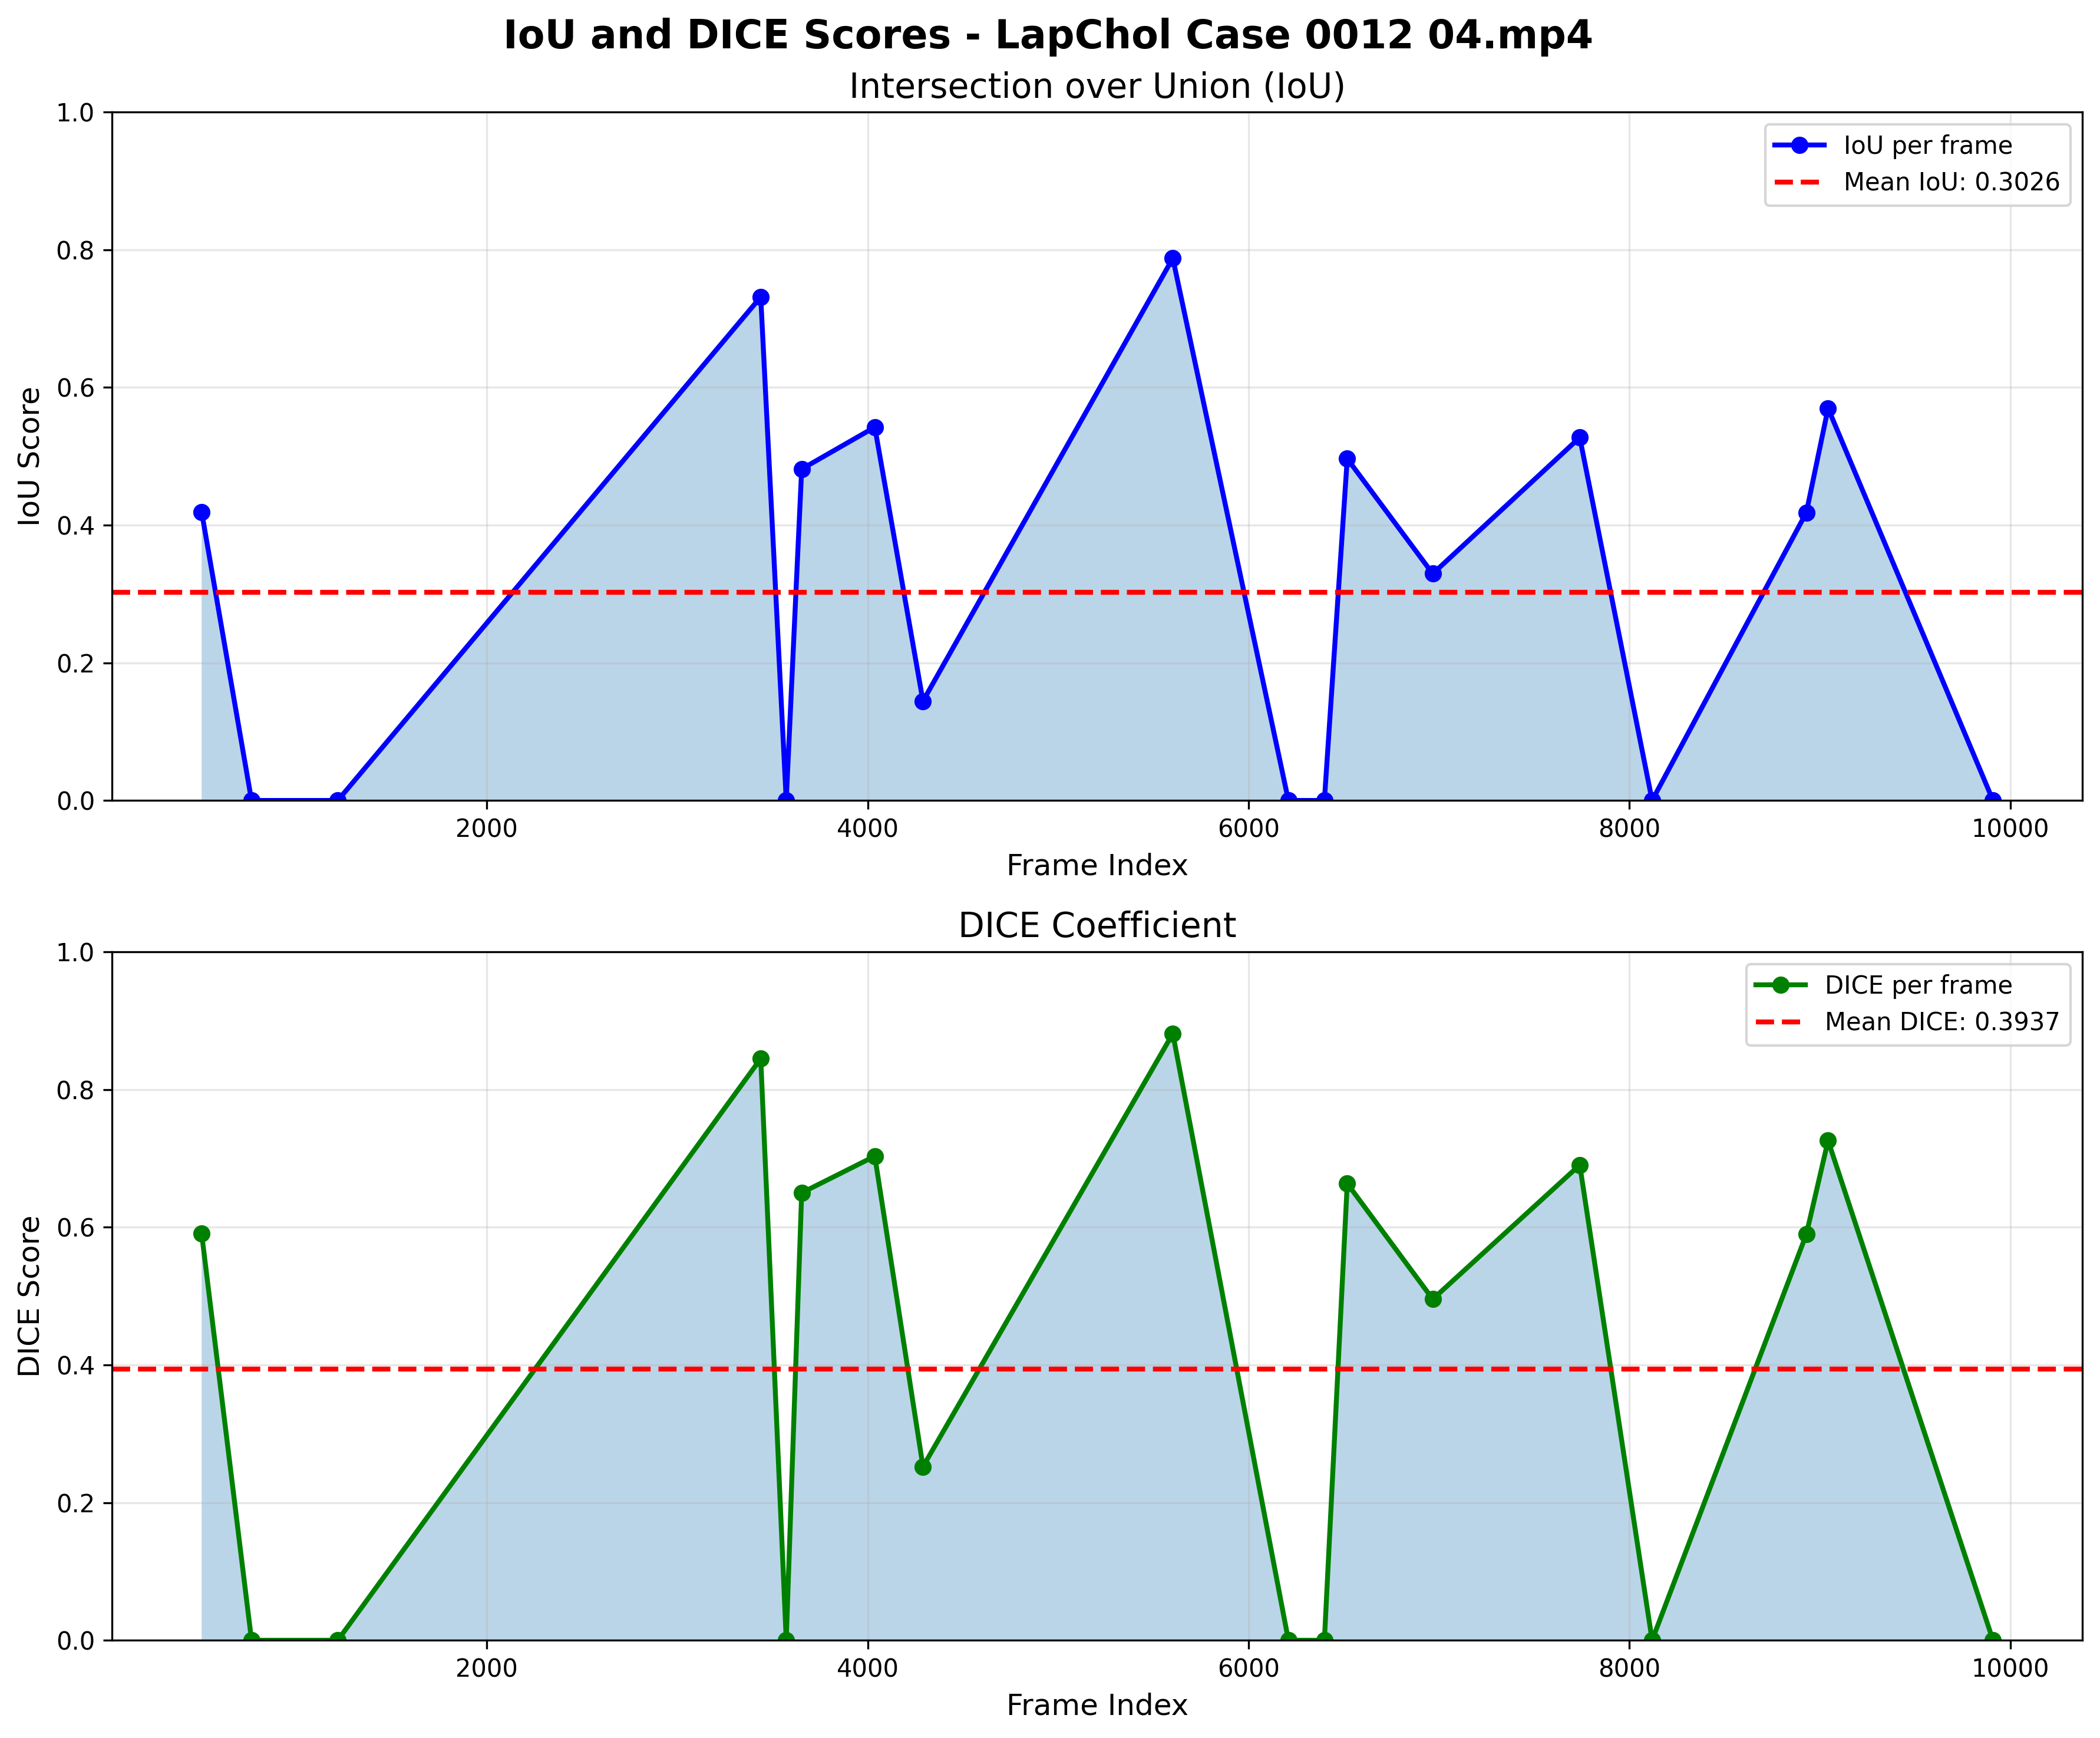 IoU and DICE Scores - LapChol Case 0012 04.mp4
Intersection over Union (IoU)
1.0
0.8
0.6
0.4
0.2
0.0
IoU Score
IoU per frame
Mean IoU: 0.3026
2000 4000 6000 8000 10000
Frame Index
DICE Coefficient
1.0
0.8
0.6
0.4
0.2
0.0
DICE Score
DICE per frame
Mean DICE: 0.3937
2000 4000 6000 8000 10000
Frame Index